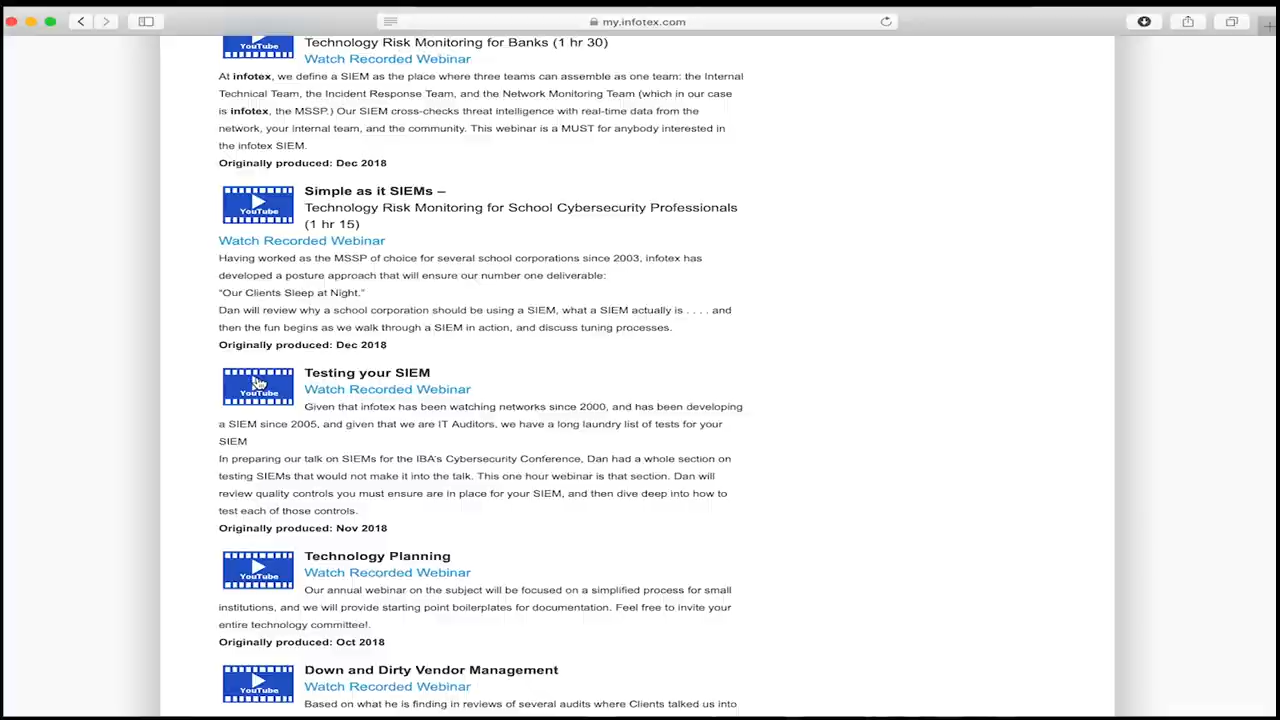 my.infotex.com
YouTube
Technology Risk Monitoring for Banks (1 hr 30)
Watch Recorded Webinar
At infotex, we define a SIEM as the place where three teams can assemble as one team: the Internal
Technical Team, the Incident Response Team, and the Network Monitoring Team (which in our case
is infotex, the MSSP.) Our SIEM cross-checks threat intelligence with real-time data from the
network, your internal team, and the community. This webinar is a MUST for anybody interested in
the infotex SIEM.
Originally produced: Dec 2018
YouTube
Simple as it SIEMs –
Technology Risk Monitoring for School Cybersecurity Professionals
(1 hr 15)
Watch Recorded Webinar
Having worked as the MSSP of choice for several school corporations since 2003, infotex has
developed a posture approach that will ensure our number one deliverable:
“Our Clients Sleep at Night.”
Dan will review why a school corporation should be using a SIEM, what a SIEM actually is . . . . and
then the fun begins as we walk through a SIEM in action, and discuss tuning processes.
Originally produced: Dec 2018
YouTube
Testing your SIEM
Watch Recorded Webinar
Given that infotex has been watching networks since 2000, and has been developing
a SIEM since 2005, and given that we are IT Auditors, we have a long laundry list of tests for your
SIEM
In preparing our talk on SIEMs for the IBA's Cybersecurity Conference, Dan had a whole section on
testing SIEMs that would not make it into the talk. This one hour webinar is that section. Dan will
review quality controls you must ensure are in place for your SIEM, and then dive deep into how to
test each of those controls.
Originally produced: Nov 2018
YouTube
Technology Planning
Watch Recorded Webinar
Our annual webinar on the subject will be focused on a simplified process for small
institutions, and we will provide starting point boilerplates for documentation. Feel free to invite your
entire technology committee!.
Originally produced: Oct 2018
YouTube
Down and Dirty Vendor Management
Watch Recorded Webinar
Based on what he is finding in reviews of several audits where Clients talked us into